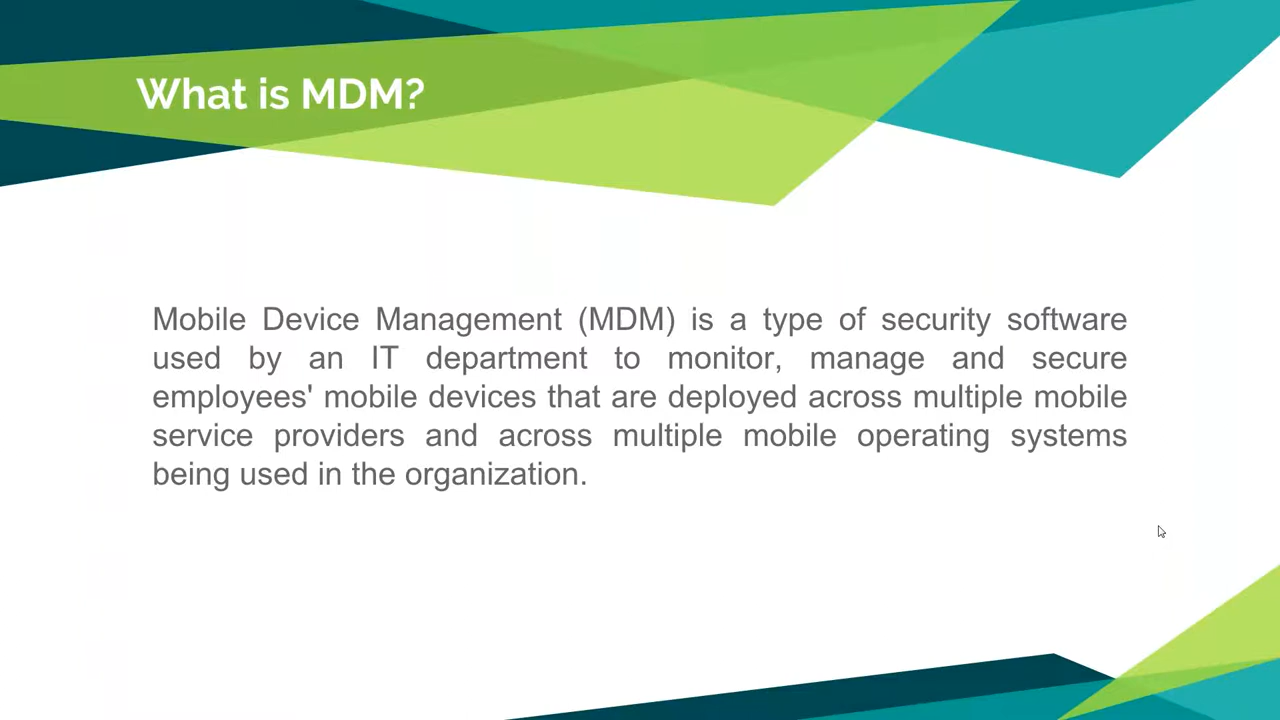 What is MDM?
Mobile Device Management (MDM) is a type of security software
used by an IT department to monitor, manage and secure
employees' mobile devices that are deployed across multiple mobile
service providers and across multiple mobile operating systems
being used in the organization.